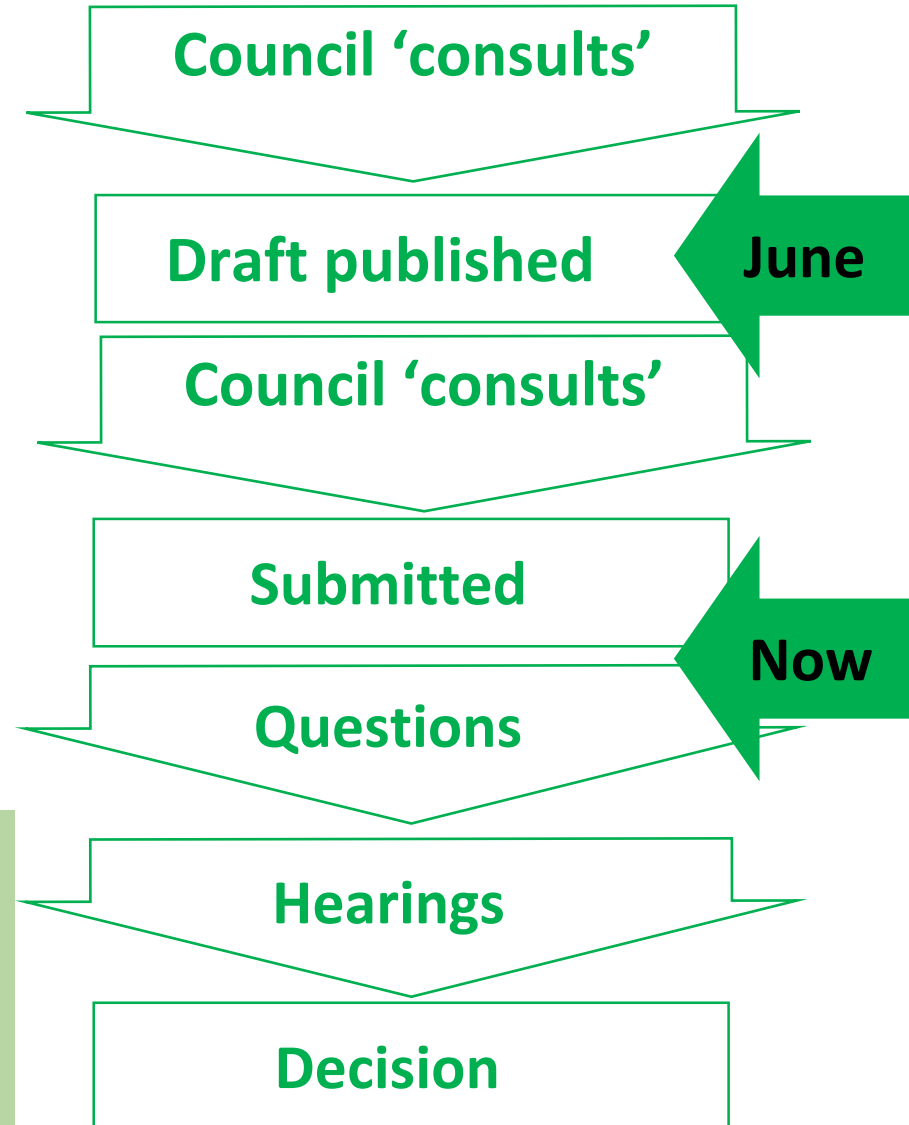 Council ‘consults’
Draft published
June
Council ‘consults’
Submitted
Now
Questions
Hearings
Decision